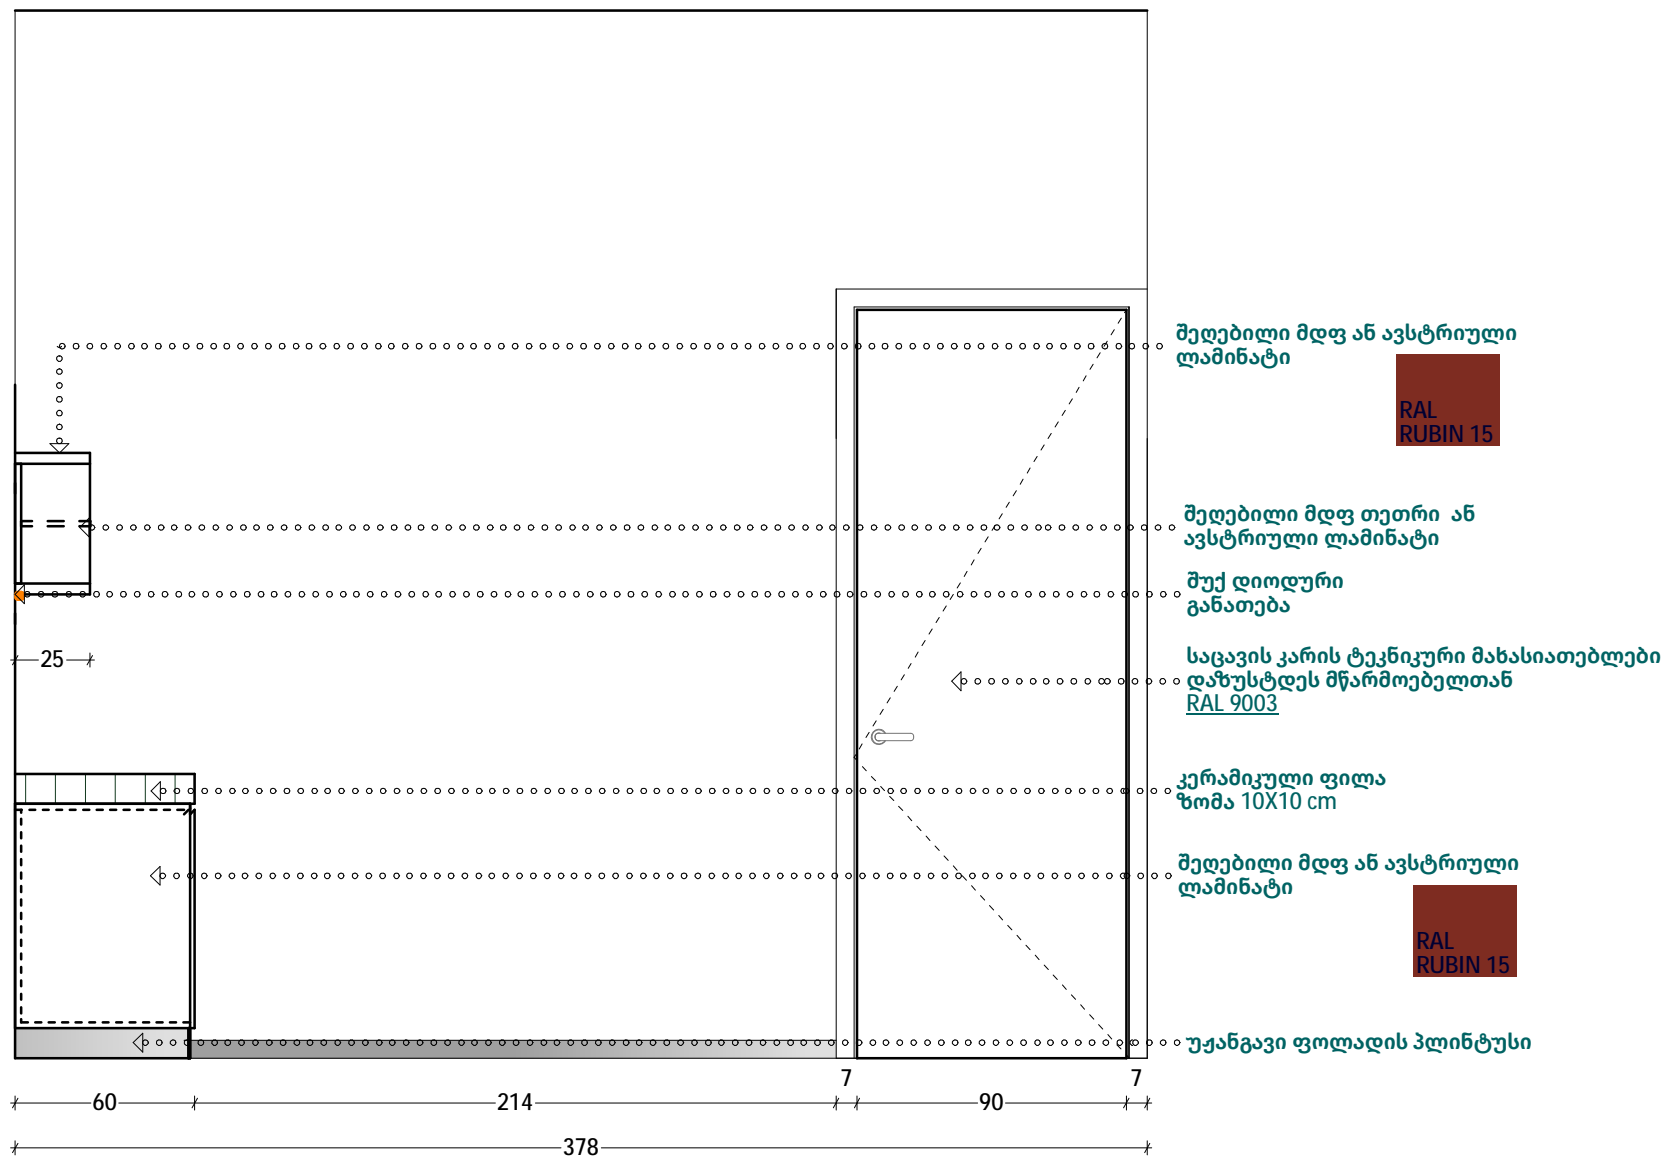 შეღებილი მდფ ან ავსტრიული
ლამინატი
RAL
RUBIN 15
შეღებილი მდფ თეთრი ან
ავსტრიული ლამინატი
შუქ დიოდური
განათება
25
საცავის კარის ტეკნიკური მახასიათებლები
დაზუსტდეს მწარმოებელთან
RAL 9003
კერამიკული ფილა
ზომა 10X10 cm
შეღებილი მდფ ან ავსტრიული
ლამინატი
RAL
RUBIN 15
უჟანგავი ფოლადის პლინტუსი
7 7
60 214 90
378